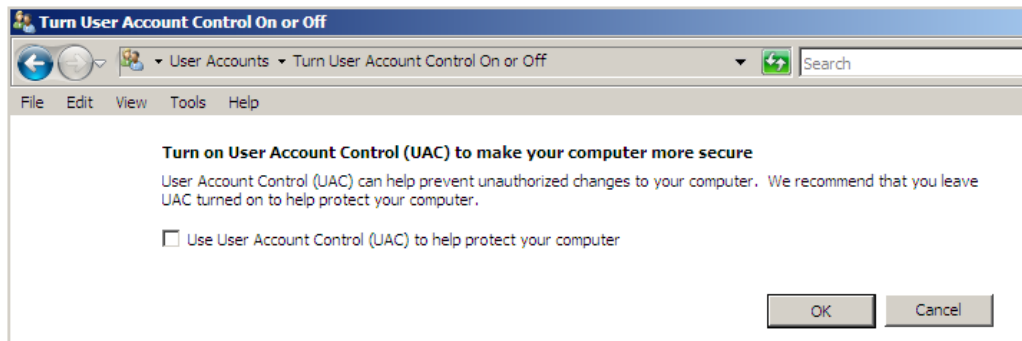 Turn User Account Control On or Off
User Accounts Turn User Account Control On or Off Search
File Edit View Tools Help
Turn on User Account Control (UAC) to make your computer more secure
User Account Control (UAC) can help prevent unauthorized changes to your computer. We recommend that you leave
UAC turned on to help protect your computer.
Use User Account Control (UAC) to help protect your computer
OK Cancel